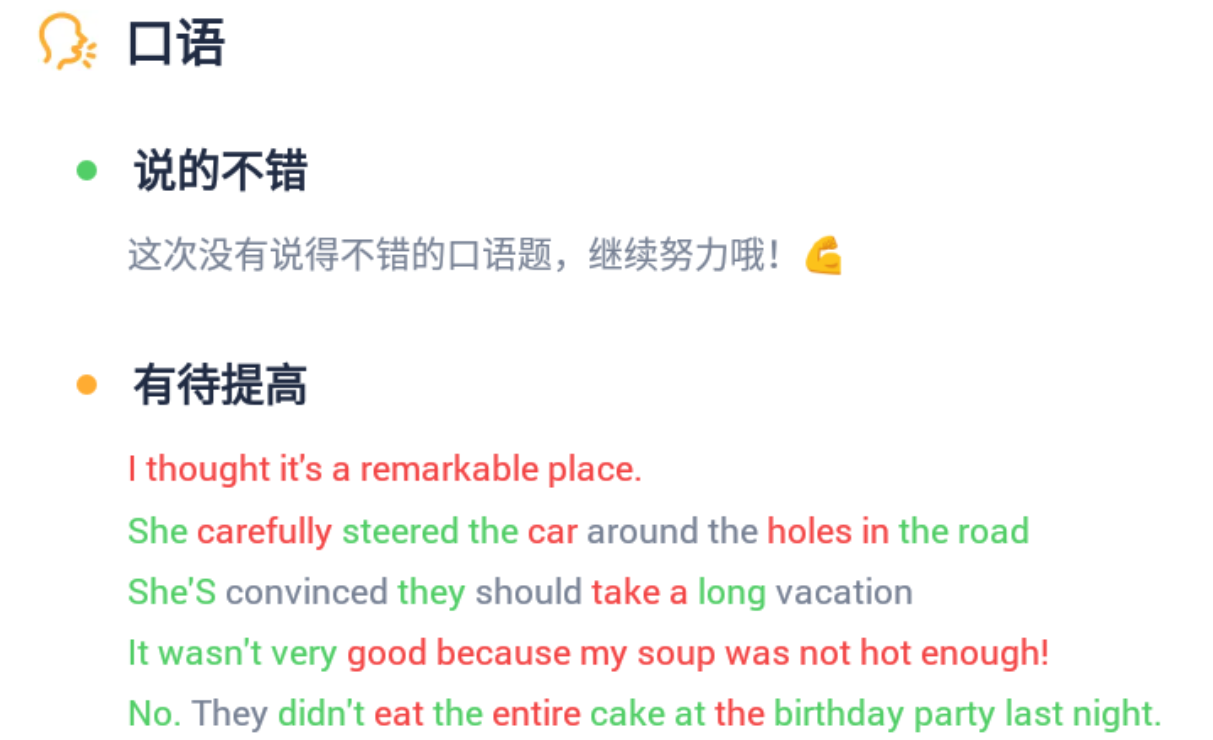 口语
说的不错
这次没有说得不错的口语题，继续努力哦！💪
有待提高
I thought it's a remarkable place.
She carefully steered the car around the holes in the road
She'S convinced they should take a long vacation
It wasn't very good because my soup was not hot enough!
No. They didn't eat the entire cake at the birthday party last night.